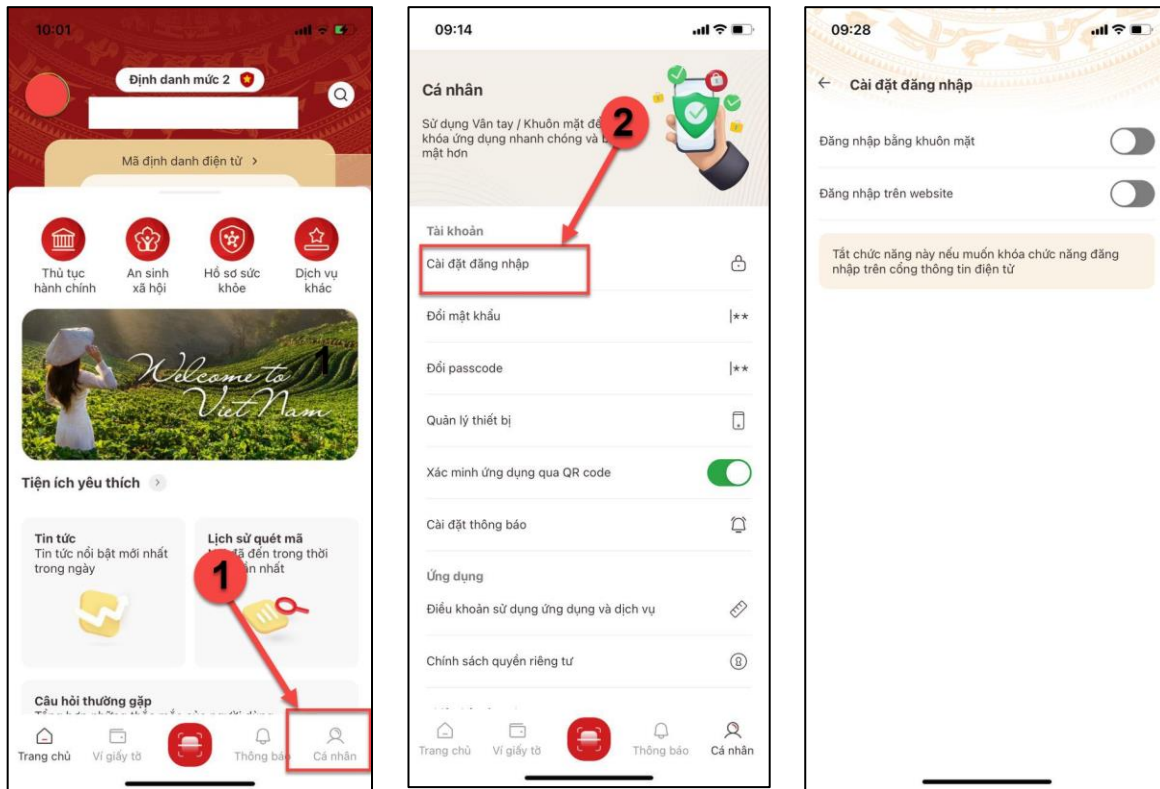 10:01
Định danh mức 2
Mã định danh điện tử
Thủ tục
hành chính
An sinh
xã hội
Hồ sơ sức
khỏe
Dịch vụ
khác
1
Welcome to
Viet Nam
Tiện ích yêu thích
Tin tức
Tin tức nổi bật mới nhất
trong ngày
Lịch sử quét mã
đã đến trong thời
nhất
1
Câu hỏi thường gặp
Trang chủ
Ví giấy tờ
Thông báo
Cá nhân
09:14
Cá nhân
Sử dụng Vân tay / Khuôn mặt để
khóa ứng dụng nhanh chóng và
mật hơn
2
Tài khoản
Cài đặt đăng nhập
Đổi mật khẩu
|**
Đổi passcode
|**
Quản lý thiết bị
Xác minh ứng dụng qua QR code
Cài đặt thông báo
Ứng dụng
Điều khoản sử dụng ứng dụng và dịch vụ
Chính sách quyền riêng tư
Trang chủ
Ví giấy tờ
Thông báo
Cá nhân
09:28
Cài đặt đăng nhập
Đăng nhập bằng khuôn mặt
Đăng nhập trên website
Tắt chức năng này nếu muốn khóa chức năng đăng
nhập trên cổng thông tin điện tử